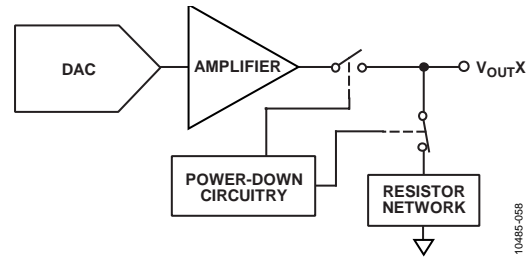 DAC
AMPLIFIER
VOUTX
POWER-DOWN
CIRCUITRY
RESISTOR
NETWORK
10485-058